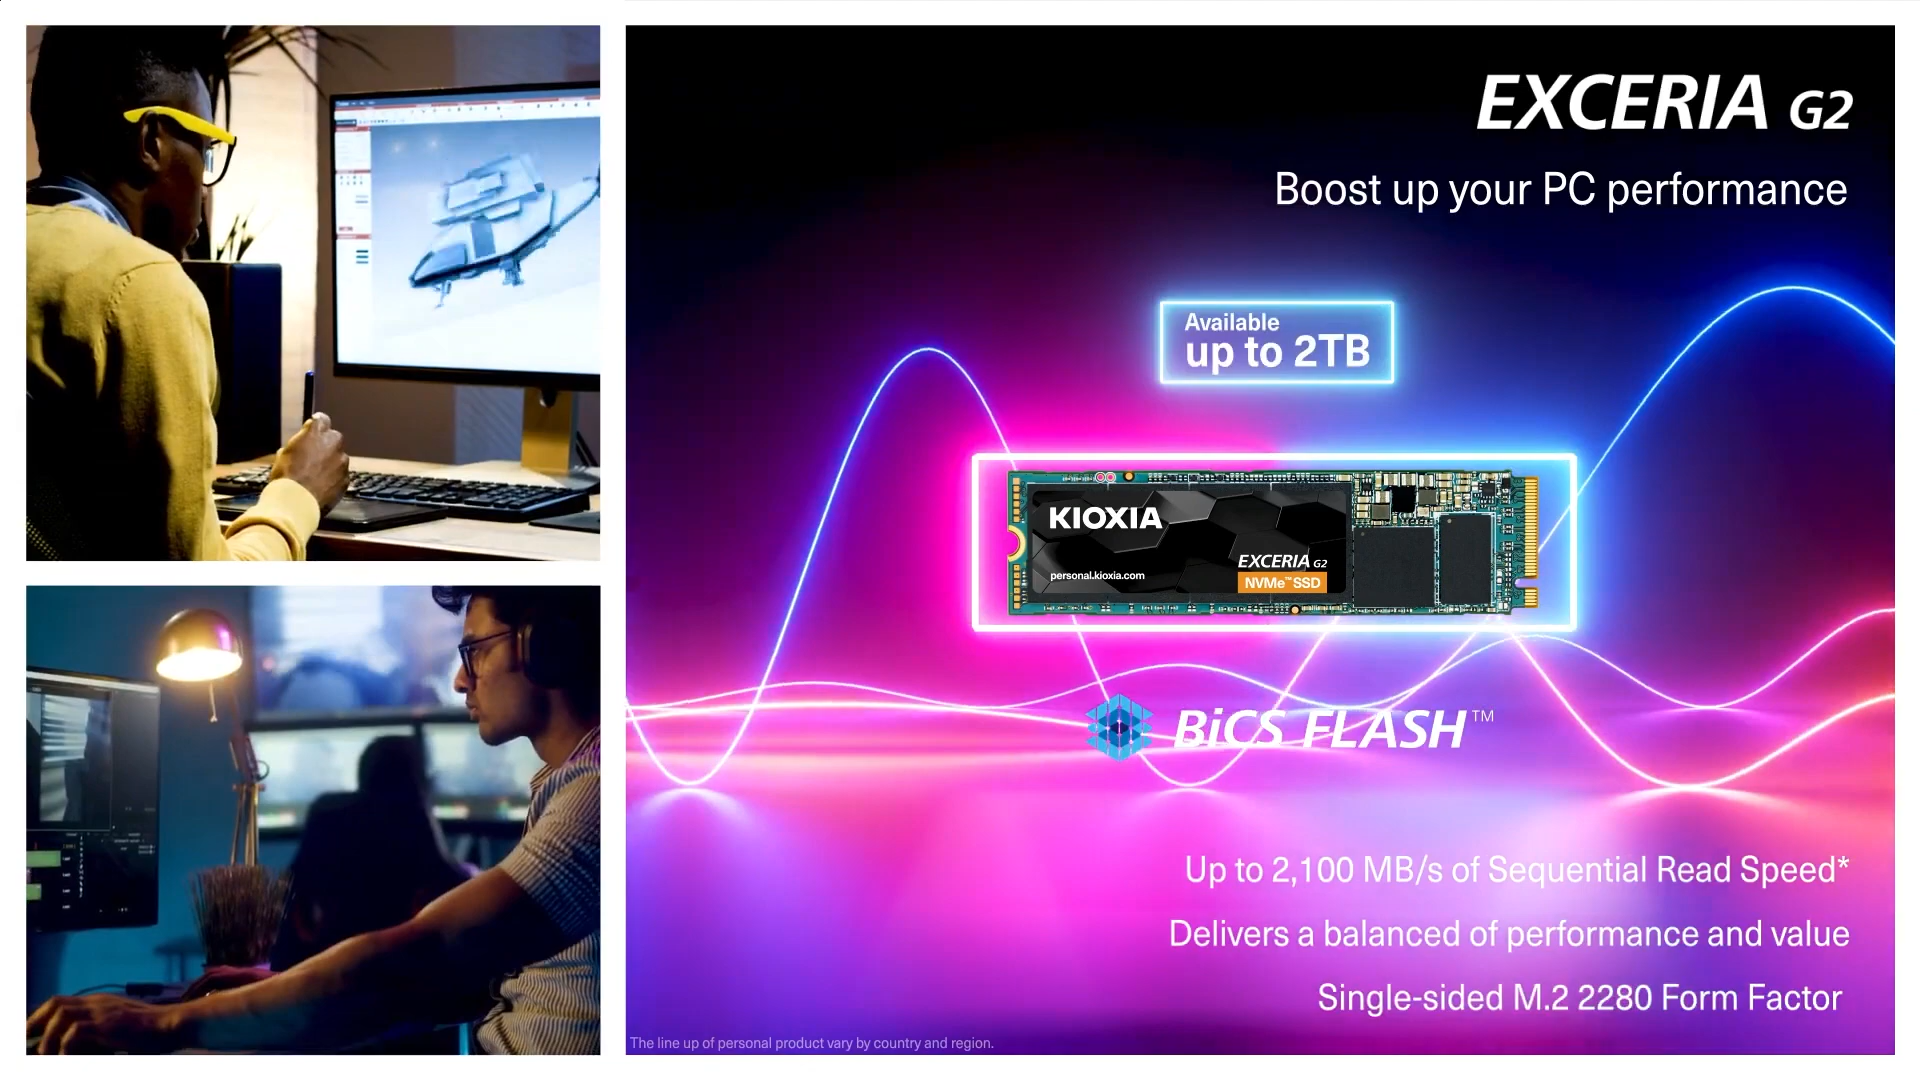 EXCERIA G2
Boost up your PC performance
Available
up to 2TB
KIOXIA
EXCERIA G2
personal.kioxia.com
NVMe™SSD
BiCS FLASH™
Up to 2,100 MB/s of Sequential Read Speed*
Delivers a balanced of performance and value
Single-sided M.2 2280 Form Factor
The line up of personal product vary by country and region.